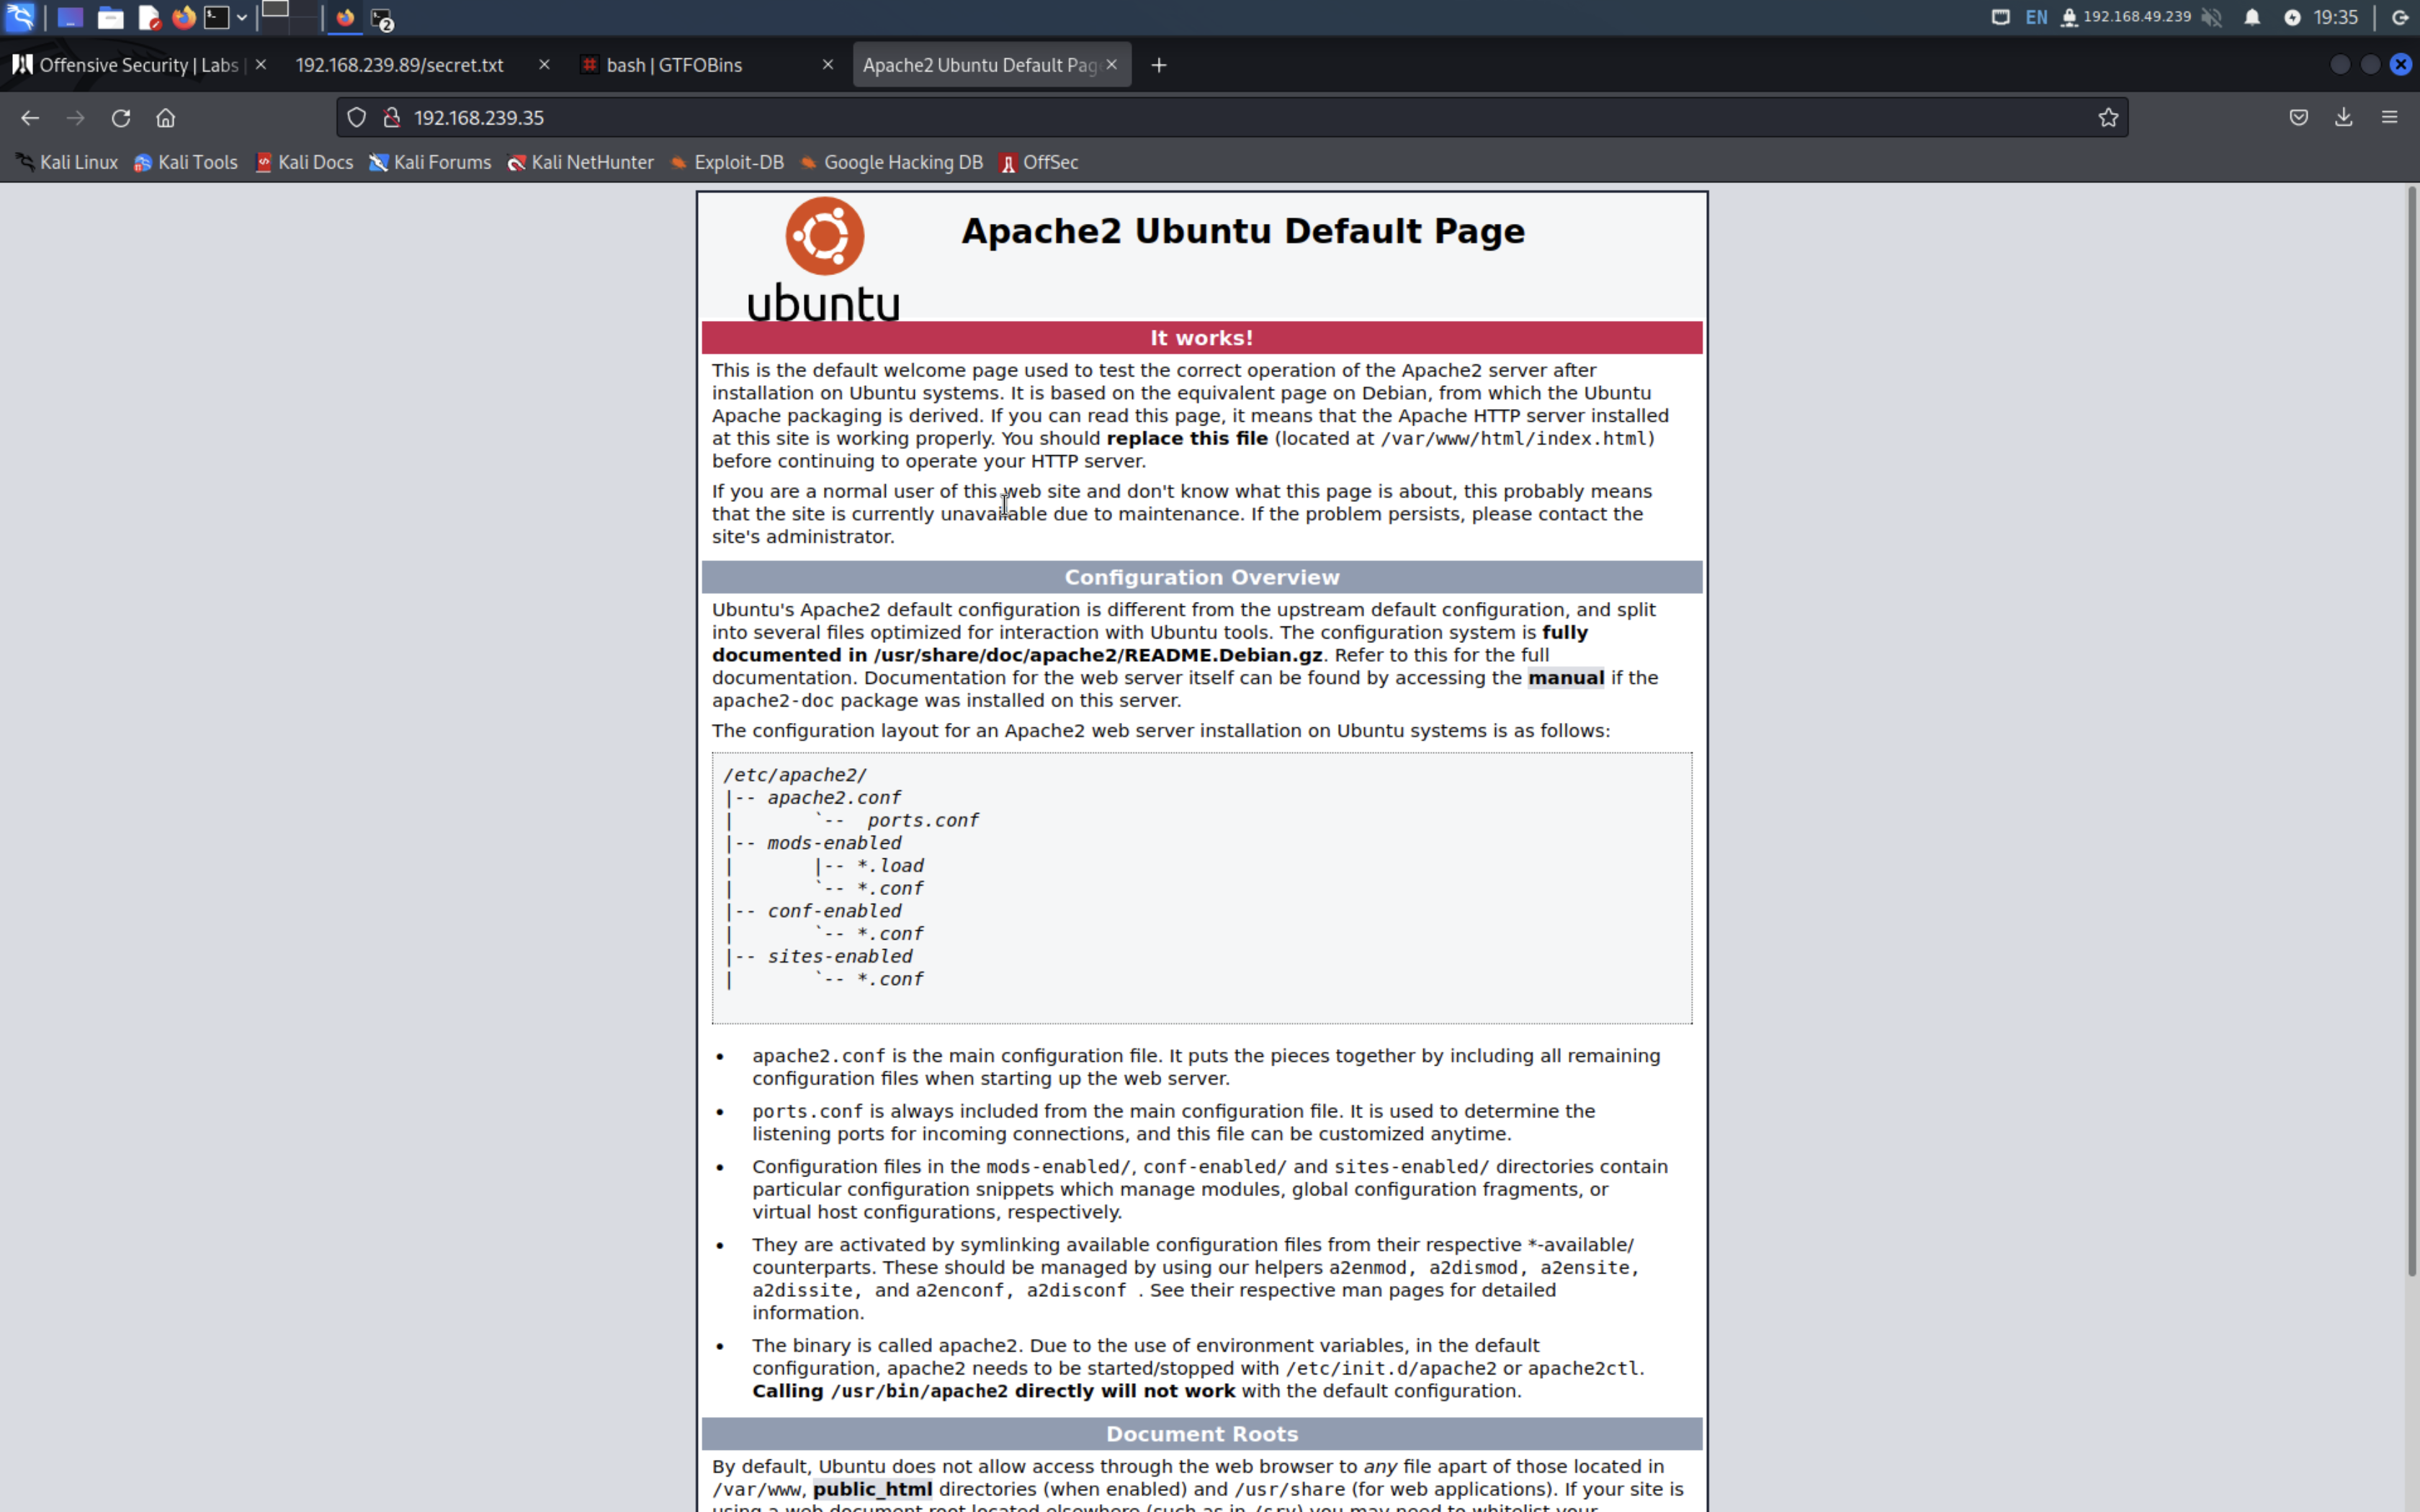 2
EN 192.168.49.239 19:35
Offensive Security | Labs |
192.168.239.89/secret.txt
bash | GTFOBins
Apache2 Ubuntu Default Pag
192.168.239.35
Kali Linux Kali Tools Kali Docs Kali Forums Kali NetHunter Exploit-DB Google Hacking DB OffSec
ubuntu
Apache2 Ubuntu Default Page
It works!
This is the default welcome page used to test the correct operation of the Apache2 server after
installation on Ubuntu systems. It is based on the equivalent page on Debian, from which the Ubuntu
Apache packaging is derived. If you can read this page, it means that the Apache HTTP server installed
at this site is working properly. You should replace this file (located at /var/www/html/index.html)
before continuing to operate your HTTP server.
If you are a normal user of this web site and don't know what this page is about, this probably means
that the site is currently unavailable due to maintenance. If the problem persists, please contact the
site's administrator.
Configuration Overview
Ubuntu's Apache2 default configuration is different from the upstream default configuration, and split
into several files optimized for interaction with Ubuntu tools. The configuration system is fully
documented in /usr/share/doc/apache2/README.Debian.gz. Refer to this for the full
documentation. Documentation for the web server itself can be found by accessing the manual if the
apache2-doc package was installed on this server.
The configuration layout for an Apache2 web server installation on Ubuntu systems is as follows:
/etc/apache2/
|-- apache2.conf
|       `--  ports.conf
|-- mods-enabled
|       |-- *.load
|       `-- *.conf
|-- conf-enabled
|       `-- *.conf
|-- sites-enabled
|       `-- *.conf
• apache2.conf is the main configuration file. It puts the pieces together by including all remaining
configuration files when starting up the web server.
• ports.conf is always included from the main configuration file. It is used to determine the
listening ports for incoming connections, and this file can be customized anytime.
• Configuration files in the mods-enabled/, conf-enabled/ and sites-enabled/ directories contain
particular configuration snippets which manage modules, global configuration fragments, or
virtual host configurations, respectively.
• They are activated by symlinking available configuration files from their respective *-available/
counterparts. These should be managed by using our helpers a2enmod, a2dismod, a2ensite,
a2dissite, and a2enconf, a2disconf . See their respective man pages for detailed
information.
• The binary is called apache2. Due to the use of environment variables, in the default
configuration, apache2 needs to be started/stopped with /etc/init.d/apache2 or apache2ctl.
Calling /usr/bin/apache2 directly will not work with the default configuration.
Document Roots
By default, Ubuntu does not allow access through the web browser to any file apart of those located in
/var/www, public_html directories (when enabled) and /usr/share (for web applications). If your site is
using a web document root located elsewhere (such as in /srv) you may need to whitelist your